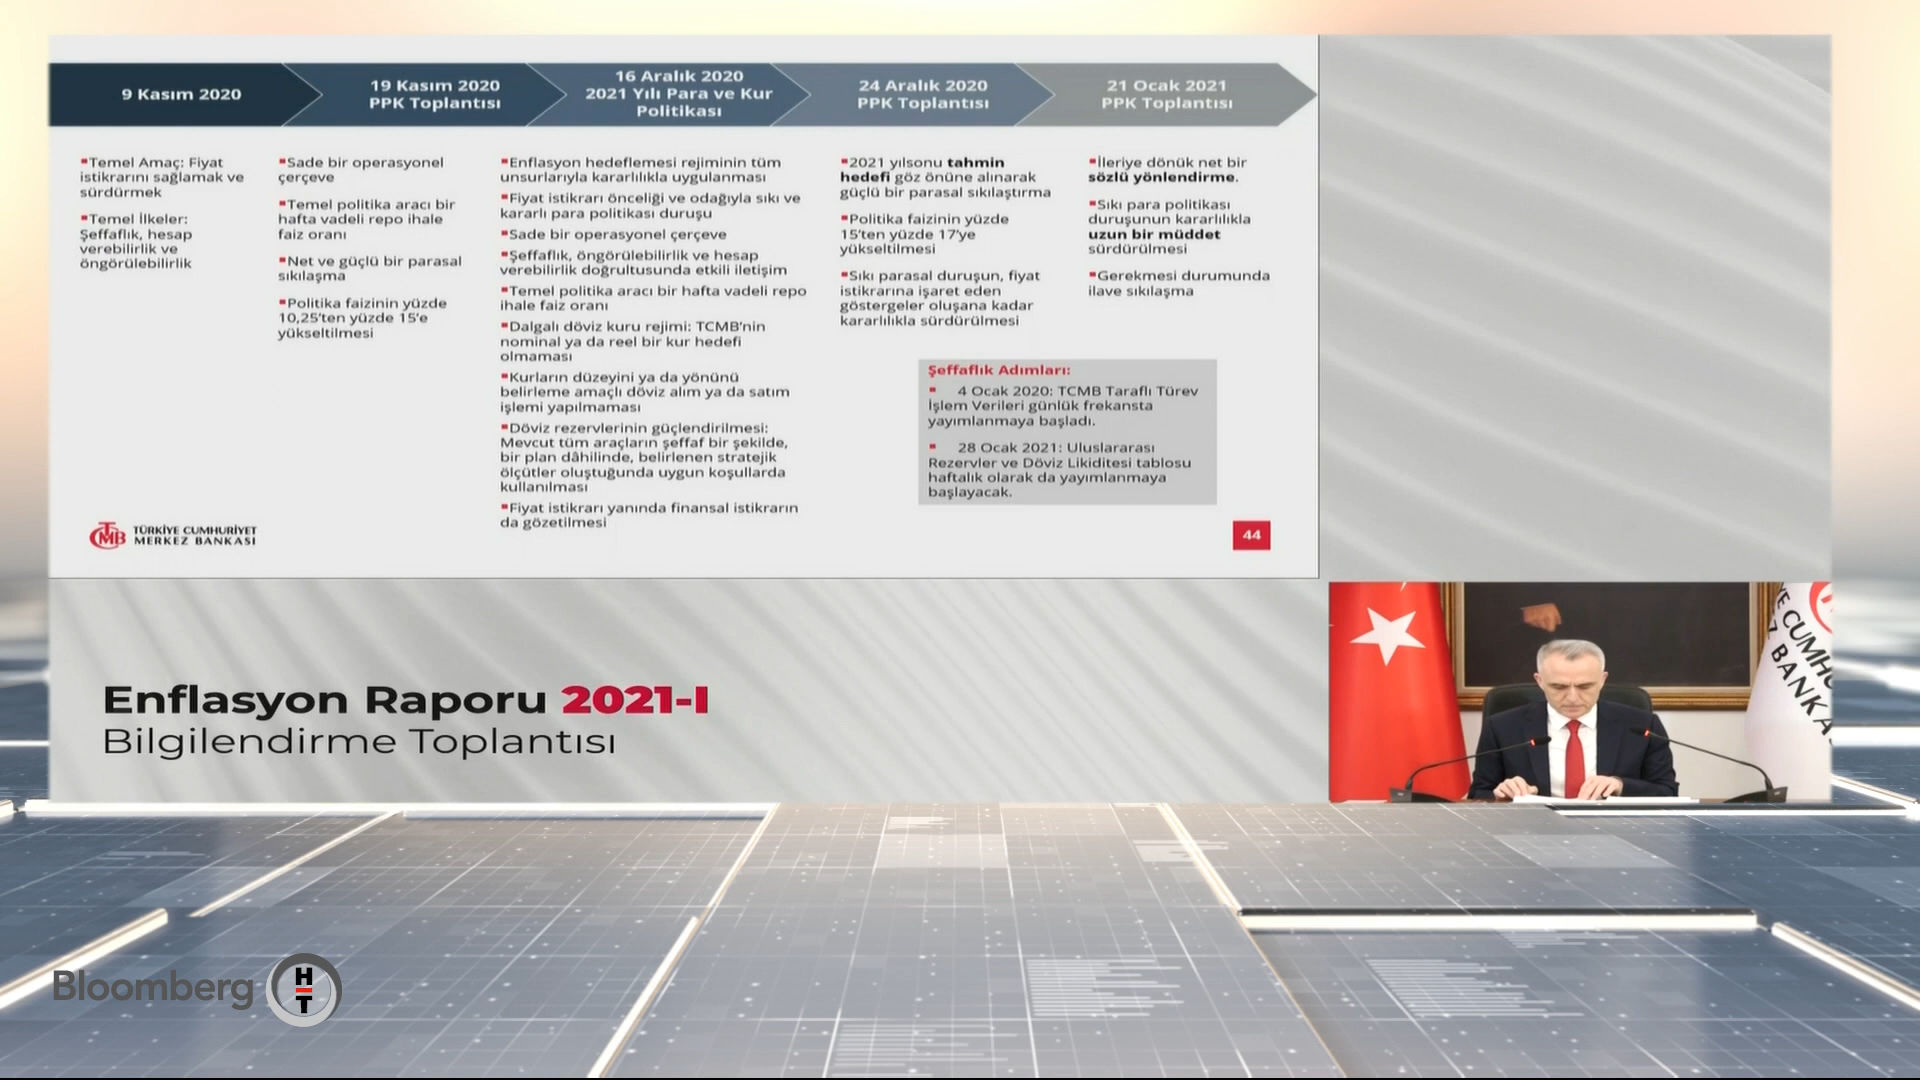 9 Kasım 2020
19 Kasım 2020
PPK Toplantısı
16 Aralık 2020
2021 Yılı Para ve Kur
Politikası
24 Aralık 2020
PPK Toplantısı
21 Ocak 2021
PPK Toplantısı
▪Temel Amaç: Fiyat
istikrarını sağlamak ve
sürdürmek
▪Temel İlkeler:
Şeffaflık, hesap
verebilirlik ve
öngörülebilirlik
▪Sade bir operasyonel
çerçeve
▪Temel politika aracı bir
hafta vadeli repo ihale
faiz oranı
▪Net ve güçlü bir parasal
sıkılaşma
▪Politika faizinin yüzde
10,25'ten yüzde 15'e
yükseltilmesi
▪Enflasyon hedeflemesi rejiminin tüm
unsurlarıyla kararlılıkla uygulanması
▪Fiyat istikrarı önceliği ve odağıyla sıkı ve
kararlı para politikası duruşu
▪Sade bir operasyonel çerçeve
▪Şeffaflık, öngörülebilirlik ve hesap
verebilirlik doğrultusunda etkili iletişim
▪Temel politika aracı bir hafta vadeli repo
ihale faiz oranı
▪Dalgalı döviz kuru rejimi: TCMB'nin
nominal ya da reel bir kur hedefi
olmaması
▪Kurların düzeyini ya da yönünü
belirleme amaçlı döviz alım ya da satım
işlemi yapılmaması
▪Döviz rezervlerinin güçlendirilmesi:
Mevcut tüm araçların şeffaf bir şekilde,
bir plan dâhilinde, belirlenen stratejik
ölçütler oluştuğunda uygun koşullarda
kullanılması
▪Fiyat istikrarı yanında finansal istikrarın
da gözetilmesi
▪2021 yılsonu tahmin
hedefi göz önüne alınarak
güçlü bir parasal sıkılaştırma
▪Politika faizinin yüzde
15'ten yüzde 17'ye
yükseltilmesi
▪Sıkı parasal duruşun, fiyat
istikrarına işaret eden
göstergeler oluşana kadar
kararlılıkla sürdürülmesi
▪İleriye dönük net bir
sözlü yönlendirme.
▪Sıkı para politikası
duruşunun kararlılıkla
uzun bir müddet
sürdürülmesi
▪Gerekmesi durumunda
ilave sıkılaşma
Şeffaflık Adımları:
▪ 4 Ocak 2020: TCMB Taraflı Türev
İşlem Verileri günlük frekansta
yayımlanmaya başladı.
▪ 28 Ocak 2021: Uluslararası
Rezervler ve Döviz Likiditesi tablosu
haftalık olarak da yayımlanmaya
başlayacak.
TCMB
TÜRKİYE CUMHURİYET
MERKEZ BANKASI
44
Enflasyon Raporu 2021-I
Bilgilendirme Toplantısı
YE CUMHU
BANKA
Bloomberg HT